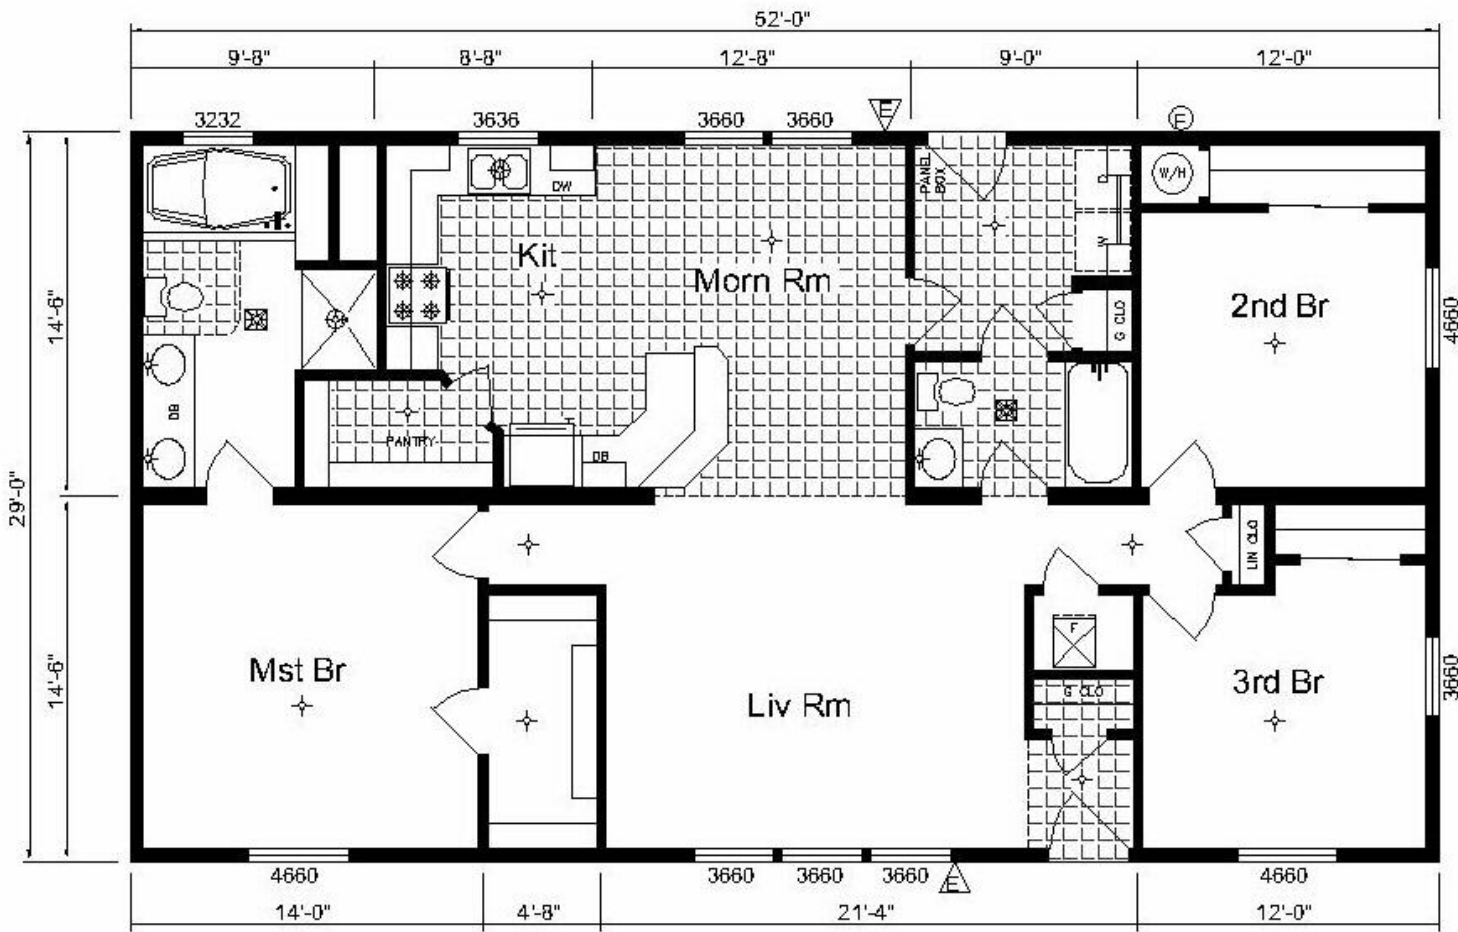 52'-0"
9'-8" 8'-8" 12'-8" 9'-0" 12'-0"
3232 3636 3660 3660 E E
PANEL BOX
D
W/H
DW
W
Kit
Morn Rm
2nd Br
G CLO
4660
14'-6"
DB
PANTRY
DB
29'-0"
LIN CLO
14'-6"
F
Mst Br
Liv Rm
G CLO
3rd Br
3660
4660 3660 3660 3660 E 4660
14'-0" 4'-8" 21'-4" 12'-0"